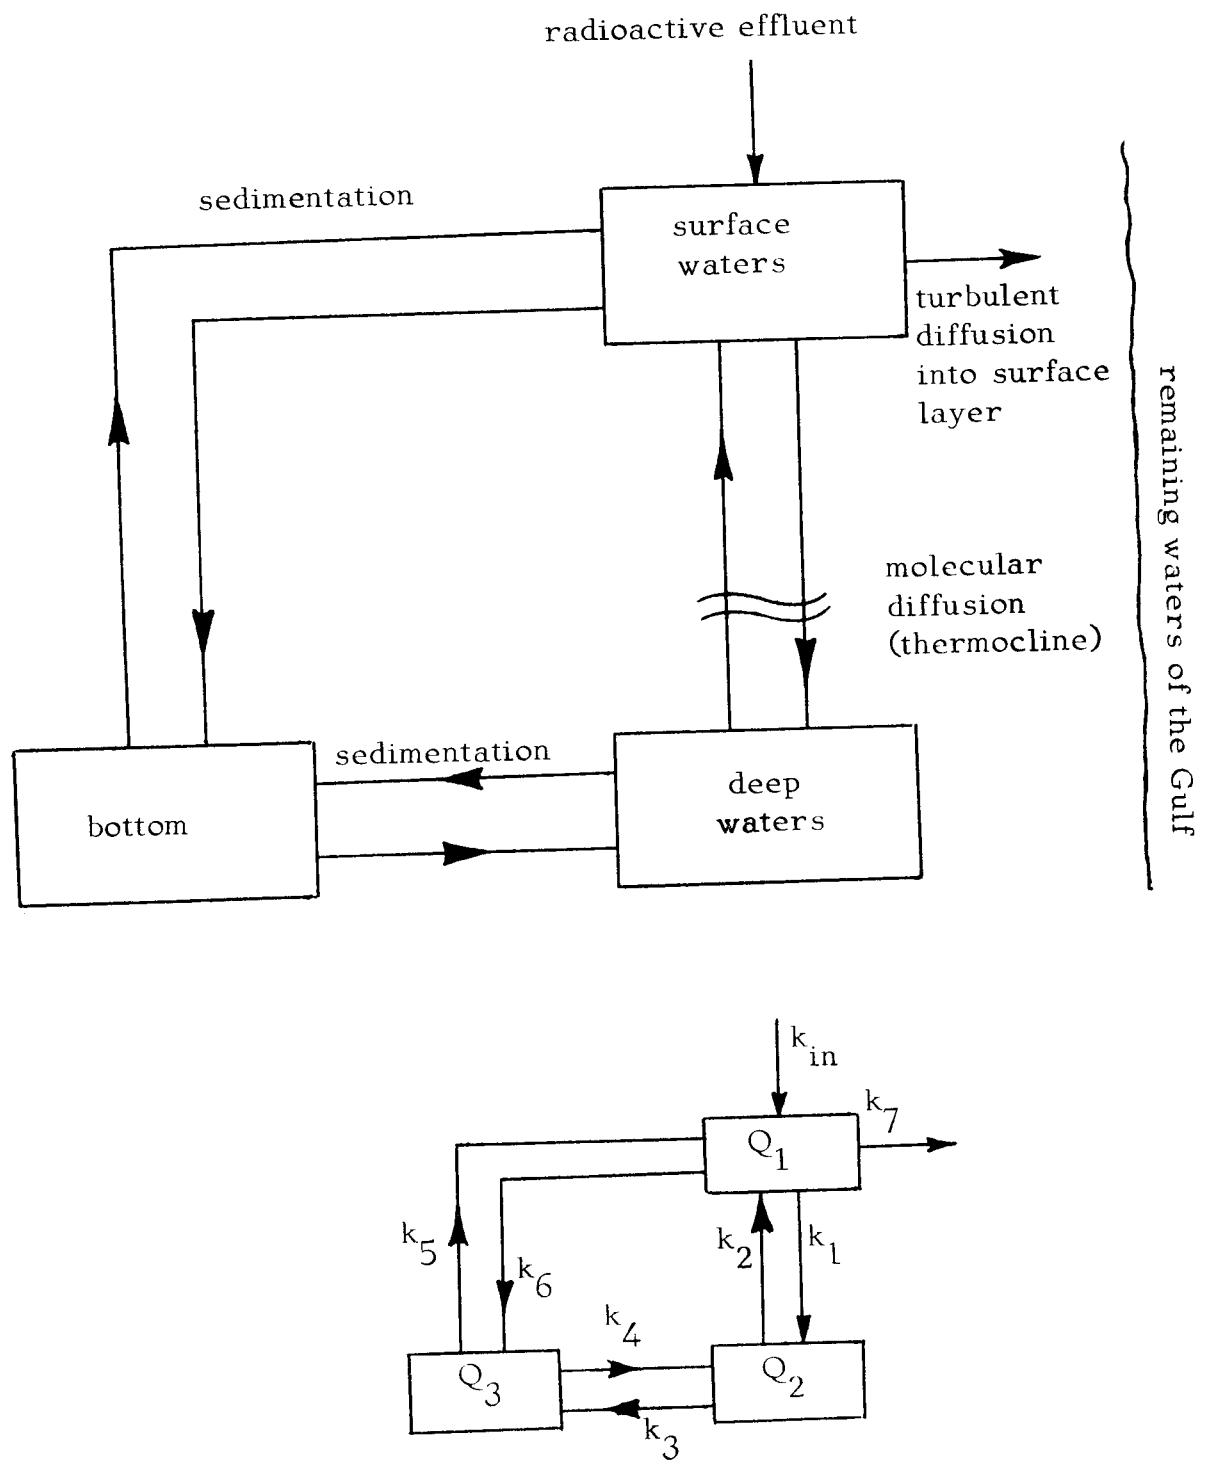 radioactive effluent
sedimentation
surface
waters
turbulent
diffusion
into surface
layer
remaining waters of the Gulf
molecular
diffusion
(thermocline)
sedimentation
deep
waters
bottom
k in
k 7
Q 1
k 5
k 6
k 2
k 1
k 4
Q 3
Q 2
k 3